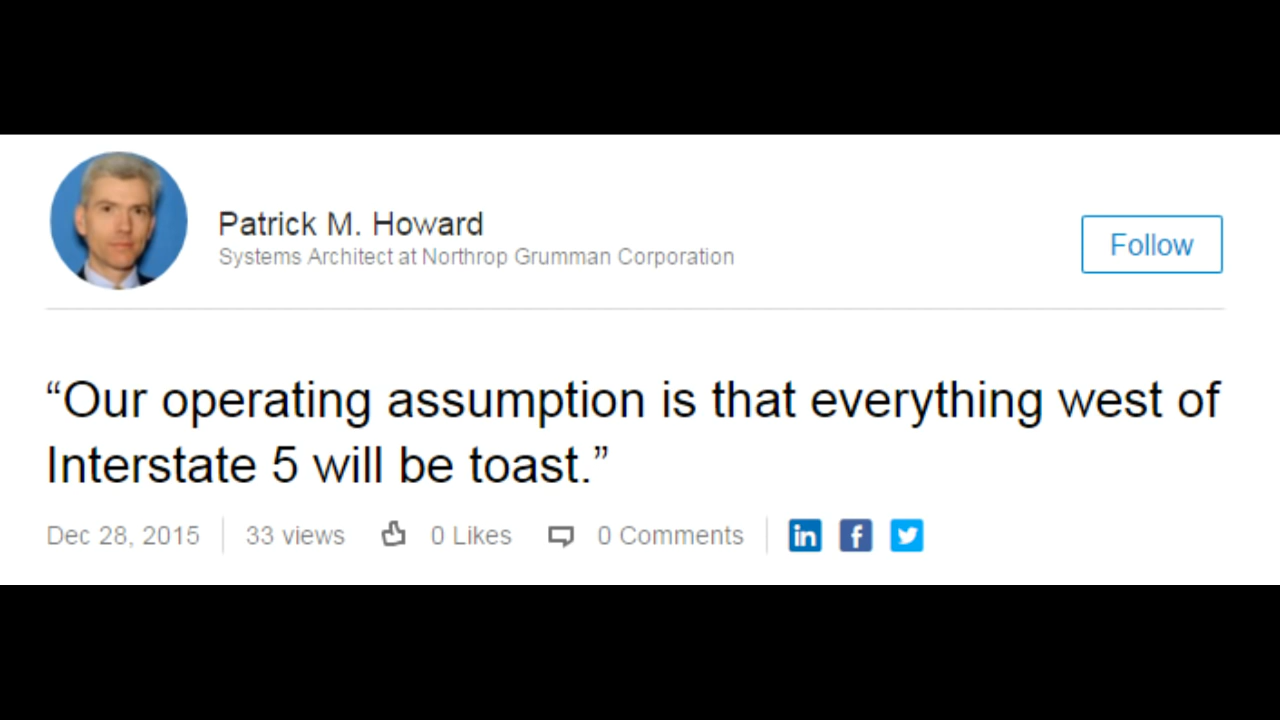 Patrick M. Howard
Systems Architect at Northrop Grumman Corporation
Follow
“Our operating assumption is that everything west of
Interstate 5 will be toast.”
Dec 28, 2015 33 views 0 Likes 0 Comments in f